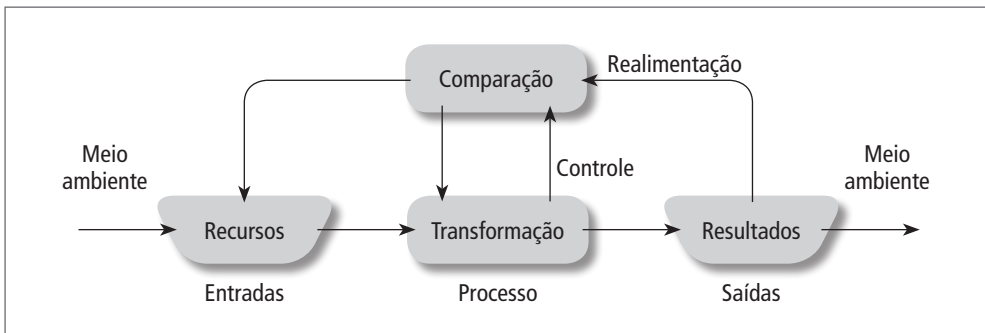 Comparação
Realimentação
Meio
ambiente
Controle
Meio
ambiente
Recursos
Transformação
Resultados
Entradas
Processo
Saídas